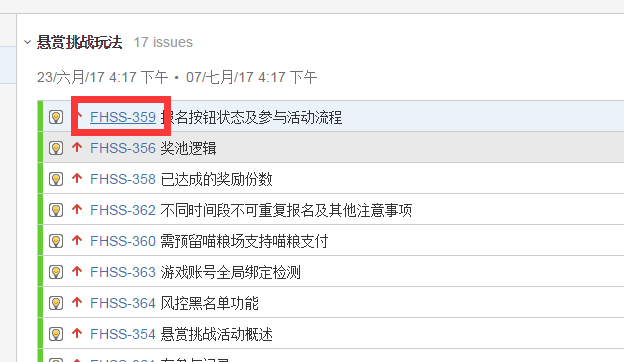 悬赏挑战玩法 17 issues
23/六月/17 4:17 下午 • 07/七月/17 4:17 下午
FHSS-359 报名按钮状态及参与活动流程
FHSS-356 奖池逻辑
FHSS-358 已达成的奖励份数
FHSS-362 不同时间段不可重复报名及其他注意事项
FHSS-360 需预留喵粮场支持喵粮支付
FHSS-363 游戏账号全局绑定检测
FHSS-364 风控黑名单功能
FHSS-354 悬赏挑战活动概述